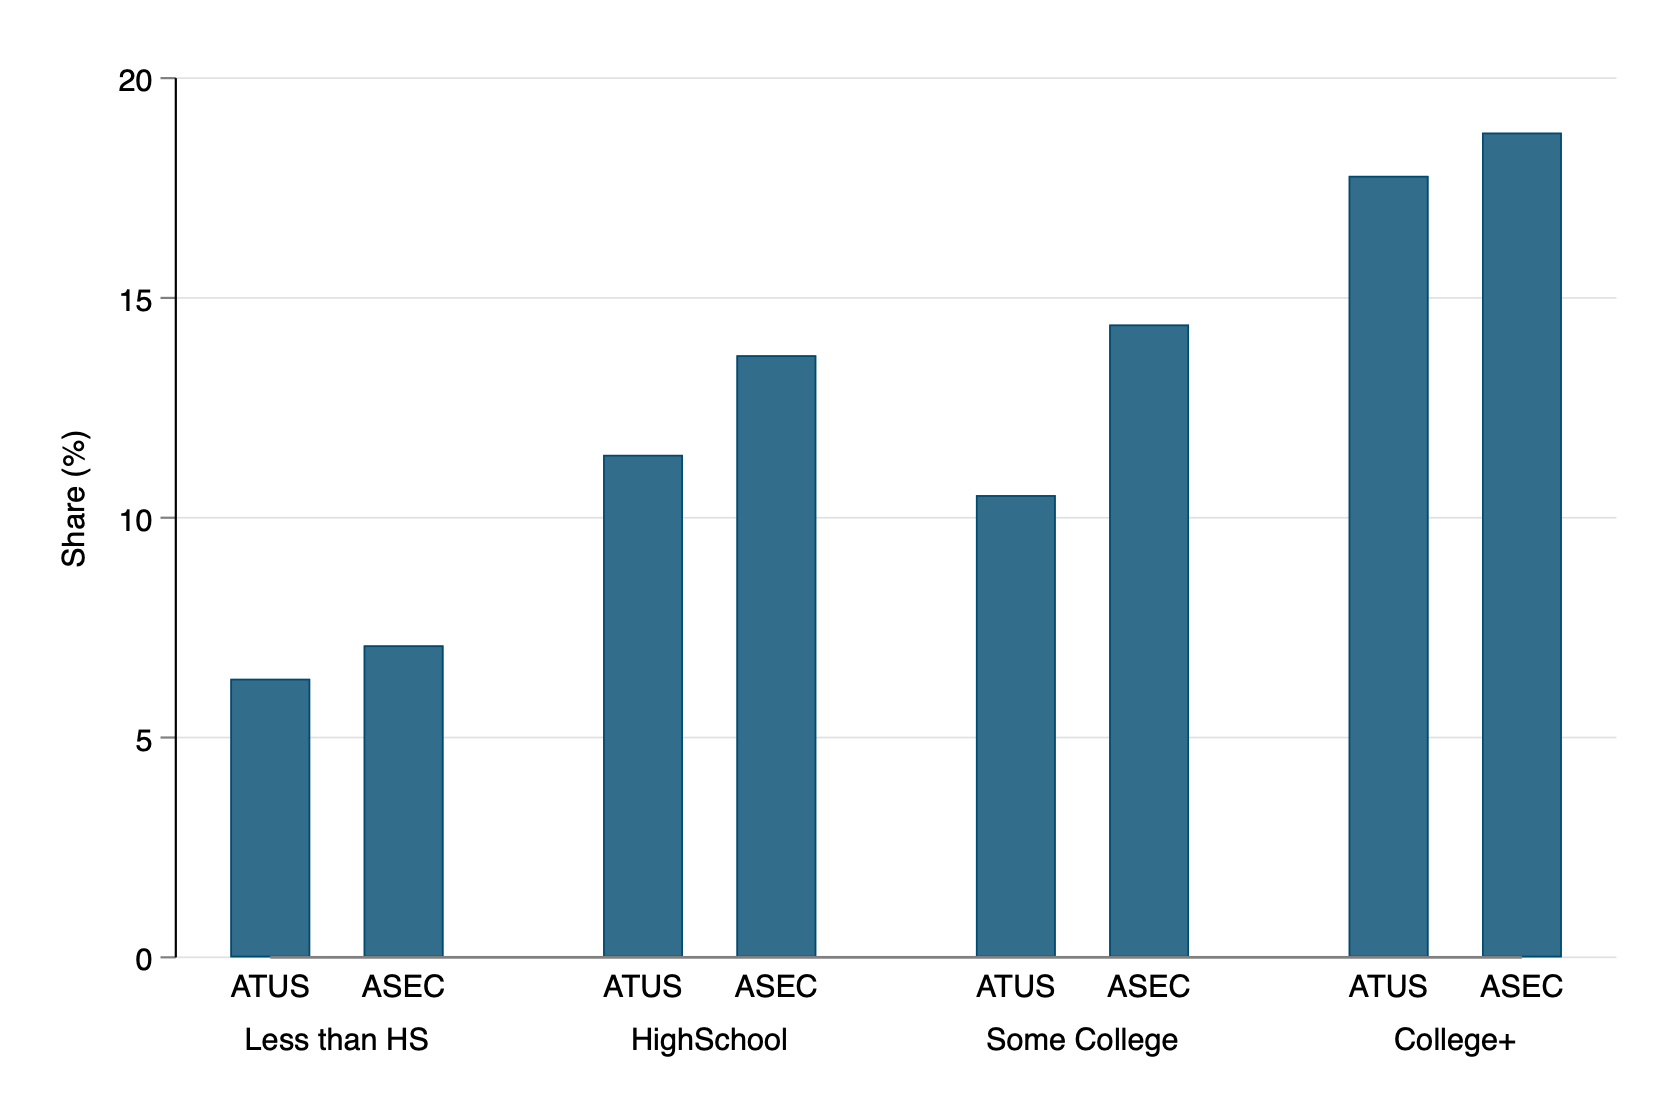 Share (%)
20
15
10
5
0
ATUS ASEC ATUS ASEC ATUS ASEC ATUS ASEC
Less than HS HighSchool Some College College+